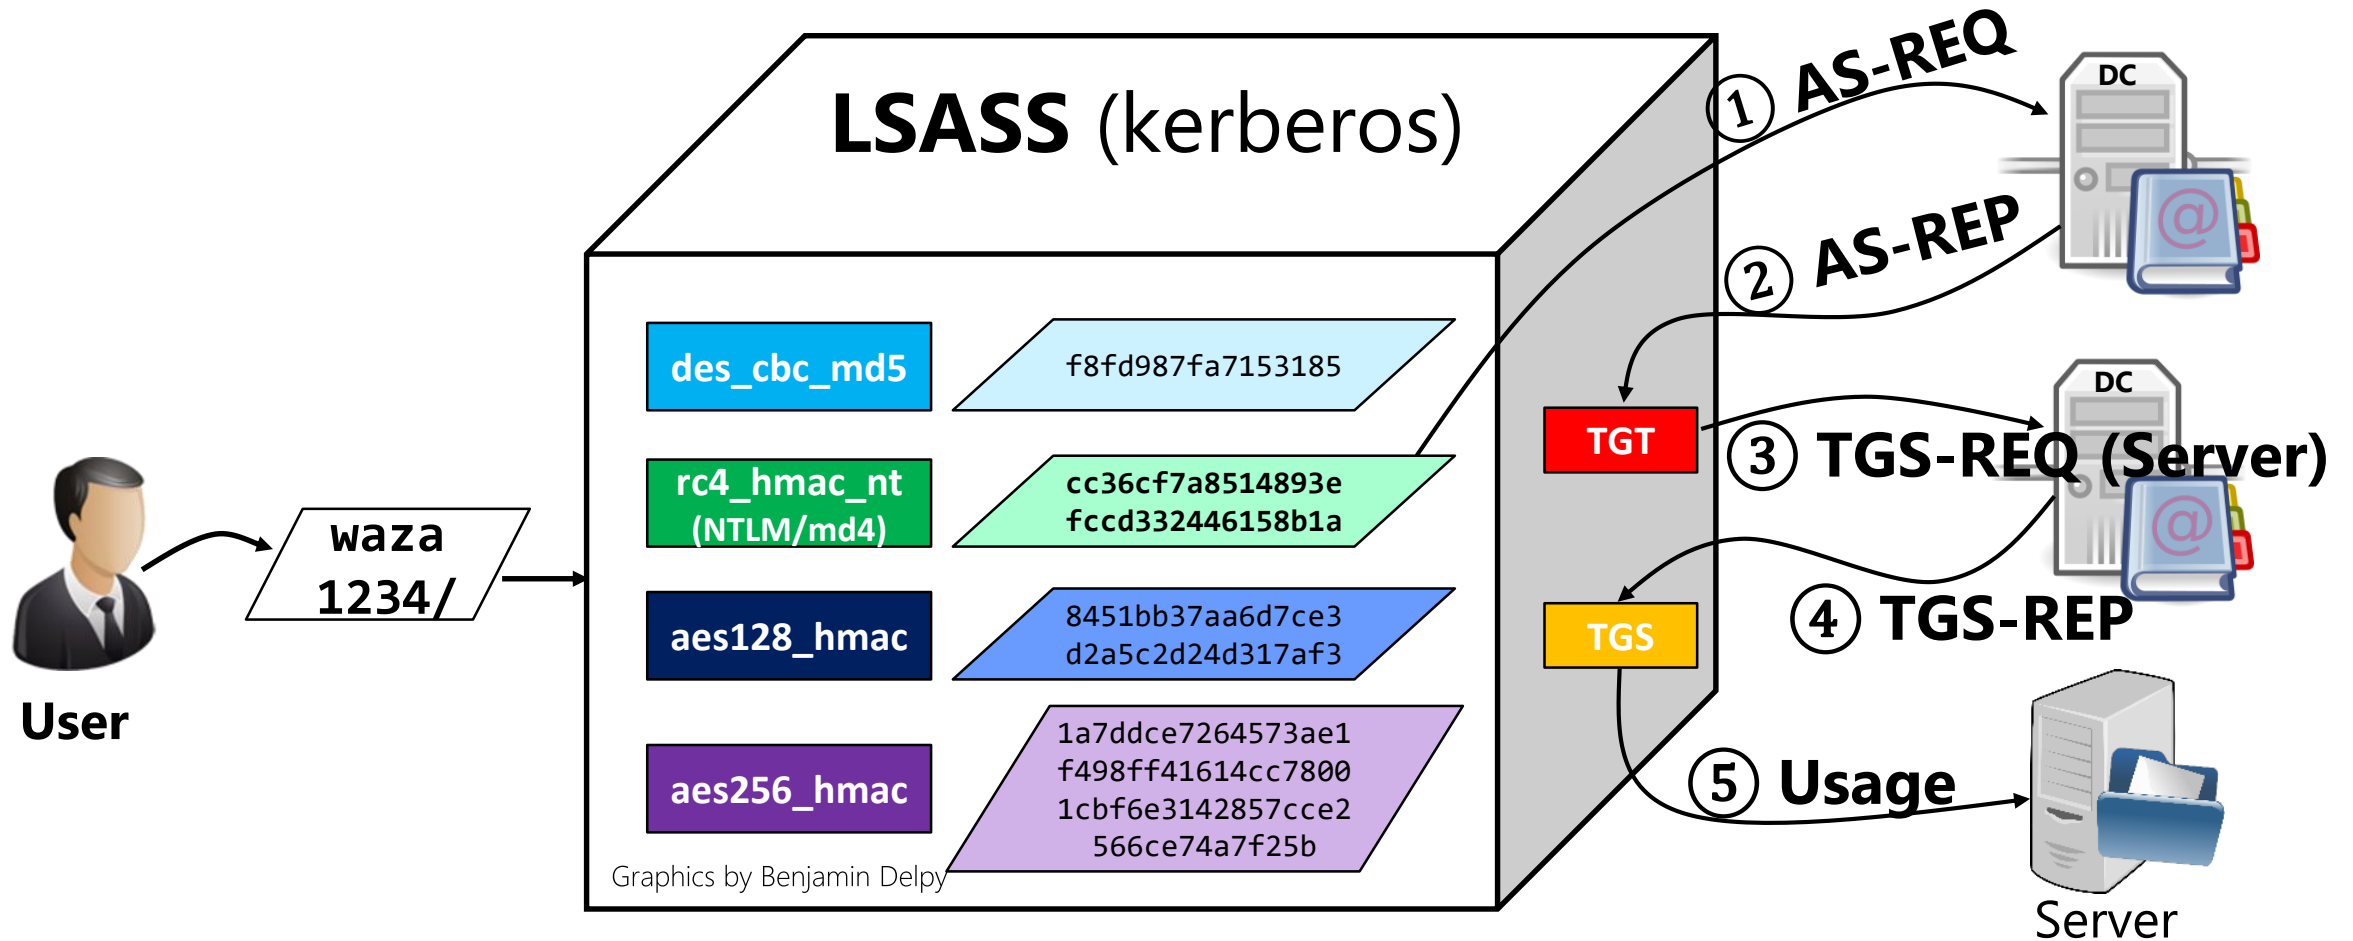 LSASS (kerberos)
① AS-REQ
DC
② AS-REP
@
des_cbc_md5
f8fd987fa7153185
DC
TGT
③ TGS-REQ (Server)
rc4_hmac_nt
(NTLM/md4)
cc36cf7a8514893e
fccd332446158b1a
@
waza
1234/
aes128_hmac
8451bb37aa6d7ce3
d2a5c2d24d317af3
TGS
④ TGS-REP
User
aes256_hmac
1a7ddce7264573ae1
f498ff41614cc7800
1cbf6e3142857cce2
566ce74a7f25b
⑤ Usage
Graphics by Benjamin Delpy
Server